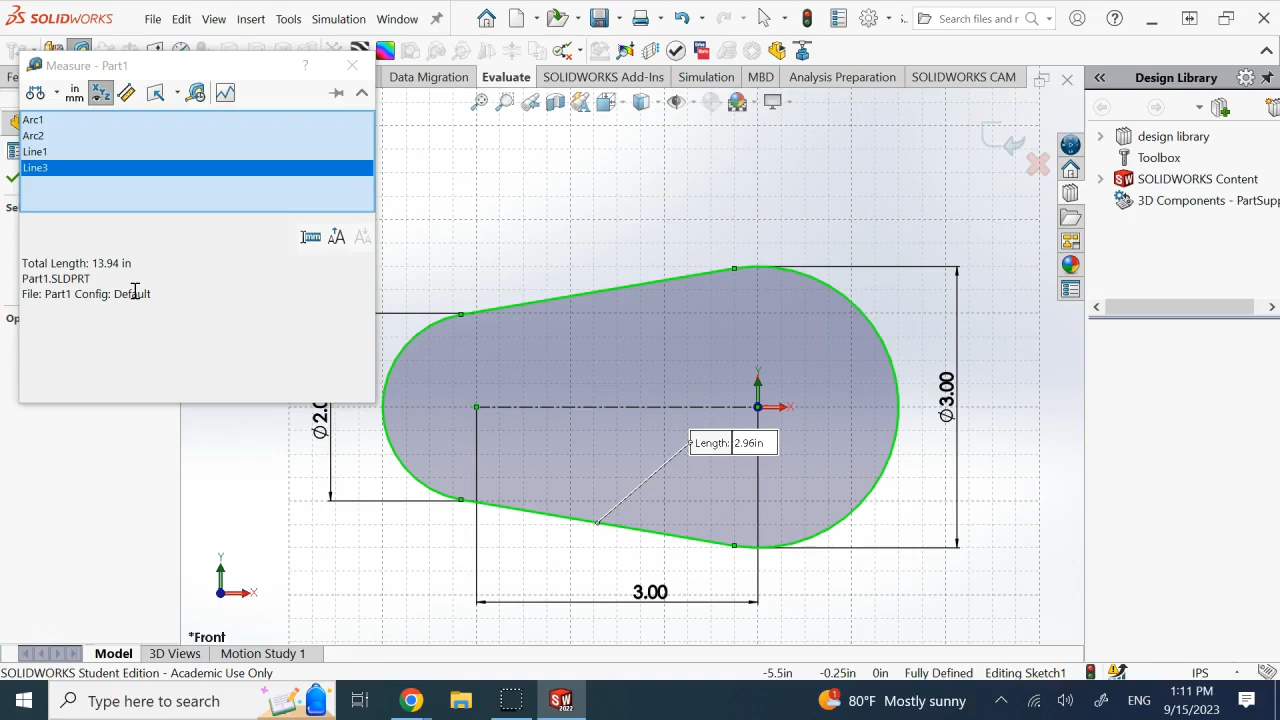 SOLIDWORKS File Edit View Insert Tools Simulation Window Search files and r
Measure - Part1 ?
Data Migration Evaluate SOLIDWORKS Add-Ins Simulation MBD Analysis Preparation SOLIDWORKS CAM
Design Library
in
mm
Arc1
Arc2
Line1
Line3
design library
Toolbox
SOLIDWORKS Content
3D Components - PartSupp
Total Length: 13.94 in
Part1.SLDPRT
File: Part1 Config: Default
Y
X
∅3.00
∅2.0
Length: 2.96in
3.00
Y
X
*Front
Model 3D Views Motion Study 1
SOLIDWORKS Student Edition - Academic Use Only -5.5in -0.25in 0in Fully Defined Editing Sketch1 IPS
Type here to search
80°F Mostly sunny
ENG
1:11 PM
9/15/2023